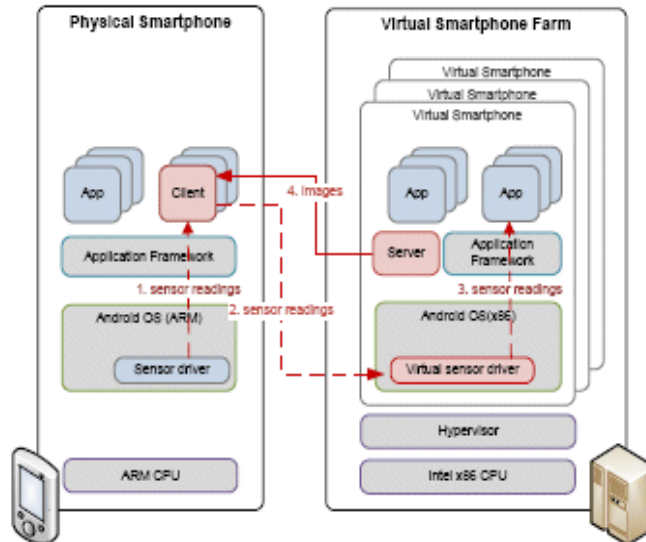 Physical Smartphone
Virtual Smartphone Farm
Virtual Smartphone
Virtual Smartphone
Virtual Smartphone
App
Client
4. Images
App
App
Application Framework
Server
Application
Framework
1. sensor readings
2. sensor readings
3. sensor readings
Android OS (ARM)
Android OS(x86)
Sensor driver
Virtual sensor driver
Hypervisor
ARM CPU
Intel x86 CPU